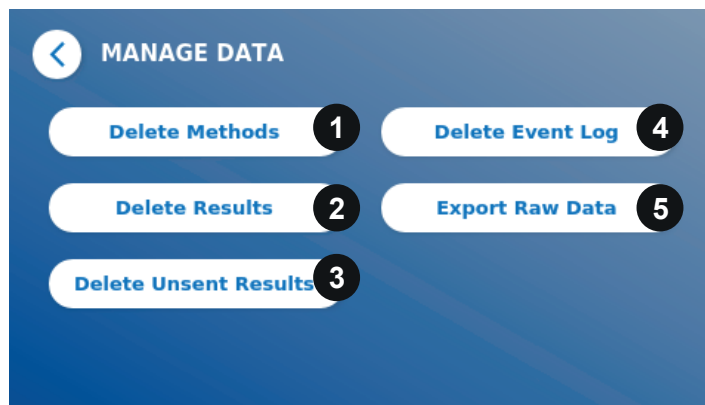 MANAGE DATA
Delete Methods 1
Delete Results 2
Delete Unsent Results 3
Delete Event Log 4
Export Raw Data 5